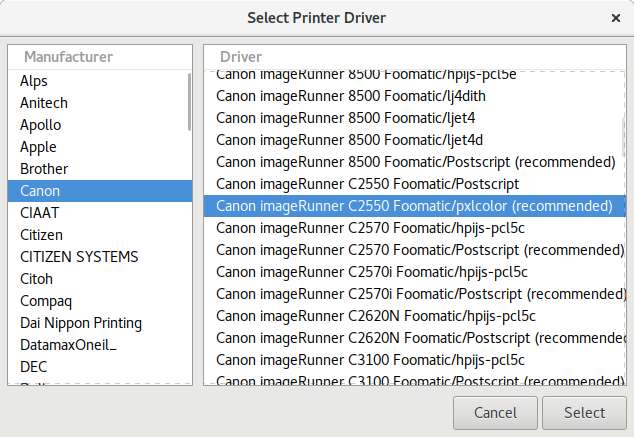 Select Printer Driver
Manufacturer
Alps
Anitech
Apollo
Apple
Brother
Canon
CIAAT
Citizen
CITIZEN SYSTEMS
Citoh
Compaq
Dai Nippon Printing
DatamaxOneil_
DEC
Driver
Canon imageRunner 8500 Foomatic/hpijs-pcl5e
Canon imageRunner 8500 Foomatic/lj4dith
Canon imageRunner 8500 Foomatic/ljet4
Canon imageRunner 8500 Foomatic/ljet4d
Canon imageRunner 8500 Foomatic/Postscript (recommended)
Canon imageRunner C2550 Foomatic/Postscript
Canon imageRunner C2550 Foomatic/pxlcolor (recommended)
Canon imageRunner C2570 Foomatic/hpijs-pcl5c
Canon imageRunner C2570 Foomatic/Postscript (recommended)
Canon imageRunner C2570i Foomatic/hpijs-pcl5c
Canon imageRunner C2570i Foomatic/Postscript (recommended)
Canon imageRunner C2620N Foomatic/hpijs-pcl5c
Canon imageRunner C2620N Foomatic/Postscript (recomme
Canon imageRunner C3100 Foomatic/hpijs-pcl5c
Canon imageRunner C3100 Foomatic/Postscript (recommended)
Cancel
Select